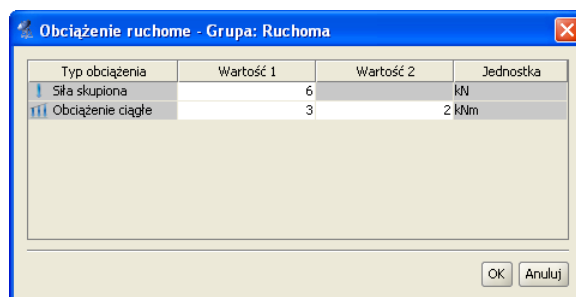 Obciążenie ruchome - Grupa: Ruchoma
Typ obciążenia Wartość 1 Wartość 2 Jednostka
Siła skupiona 6 kN
Obciążenie ciągłe 3 2 kNm
OK Anuluj